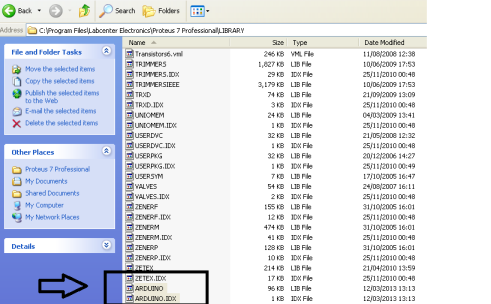 Back Search Folders
Address C:\Program Files\Labcenter Electronics\Proteus 7 Professional\LIBRARY
File and Folder Tasks
Move the selected items
Copy the selected items
Publish the selected items to the Web
E-mail the selected items
Delete the selected items
Other Places
Proteus 7 Professional
My Documents
Shared Documents
My Computer
My Network Places
Details
Name Size Type Date Modified
Transistors6.vml 246 KB VML File 11/08/2008 12:38
TRIMMERS 1,827 KB LIB File 10/06/2009 17:53
TRIMMERS.IDX 29 KB IDX File 25/11/2010 00:48
TRIMMERSIEEE 3,179 KB LIB File 10/06/2009 17:53
TRXD 74 KB LIB File 21/09/2009 13:09
TRXD.IDX 3 KB IDX File 25/11/2010 00:48
UNIOMEM 24 KB LIB File 04/03/2009 13:41
UNIOMEM.IDX 1 KB IDX File 25/11/2010 00:48
USERDVC 32 KB LIB File 21/05/2008 12:32
USERDVC.IDX 1 KB IDX File 25/11/2010 00:48
USERPKG 32 KB LIB File 20/12/2006 14:27
USERPKG.IDX 1 KB IDX File 25/11/2010 00:49
USERSYM 7 KB LIB File 17/10/2005 16:47
VALVES 54 KB LIB File 24/08/2007 16:11
VALVES.IDX 2 KB IDX File 25/11/2010 00:48
ZENERF 155 KB LIB File 31/10/2005 16:01
ZENERF.IDX 12 KB IDX File 25/11/2010 00:48
ZENERM 474 KB LIB File 31/10/2005 16:01
ZENERM.IDX 41 KB IDX File 25/11/2010 00:48
ZENERP 128 KB LIB File 31/10/2005 16:01
ZENERP.IDX 10 KB IDX File 25/11/2010 00:48
ZETEX 214 KB LIB File 21/04/2010 13:59
ZETEX.IDX 17 KB IDX File 25/11/2010 00:48
ARDUINO 96 KB LIB File 12/03/2013 13:13
ARDUINO.IDX 1 KB IDX File 12/03/2013 13:13